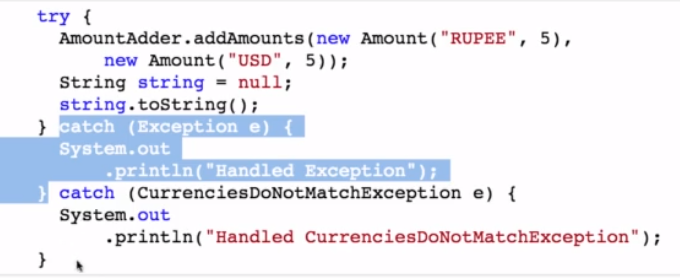 try {
AmountAdder.addAmounts(new Amount("RUPEE", 5),
new Amount("USD", 5));
String string = null;
string.toString();
} catch (Exception e) {
System.out
.println("Handled Exception");
} catch (CurrenciesDoNotMatchException e) {
System.out
.println("Handled CurrenciesDoNotMatchException");
}